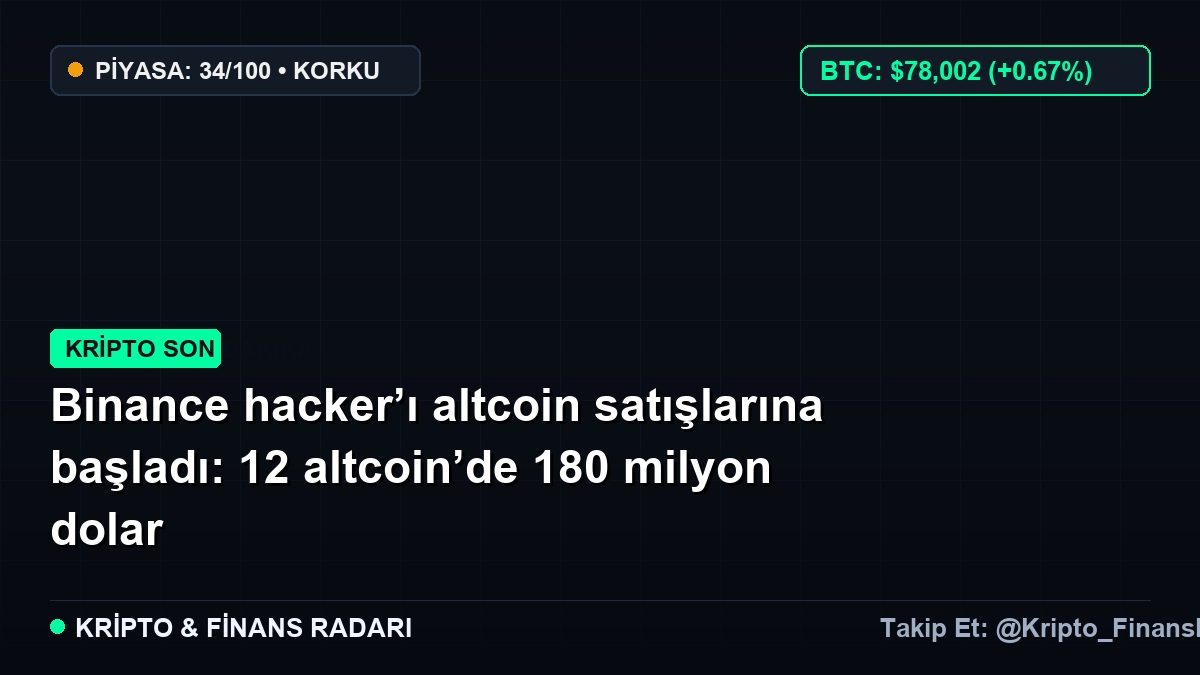 PİYASA: 34/100 • KORKU
BTC: $78,002 (+0.67%)
KRİPTO SON
Binance hacker’ı altcoin satışlarına
başladı: 12 altcoin’de 180 milyon
dolar
KRİPTO & FİNANS RADARI
Takip Et: @Kripto_Finans